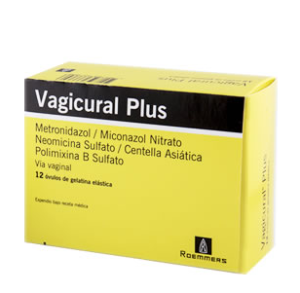 Vagicural Plus
Metronidazol / Miconazol Nitrato
Neomicina Sulfato / Centella Asiática
Polimixina B Sulfato
Vía vaginal
12 óvulos de gelatina elástica
Expendio bajo receta médica
ROEMMERS
Vagicural® Plus